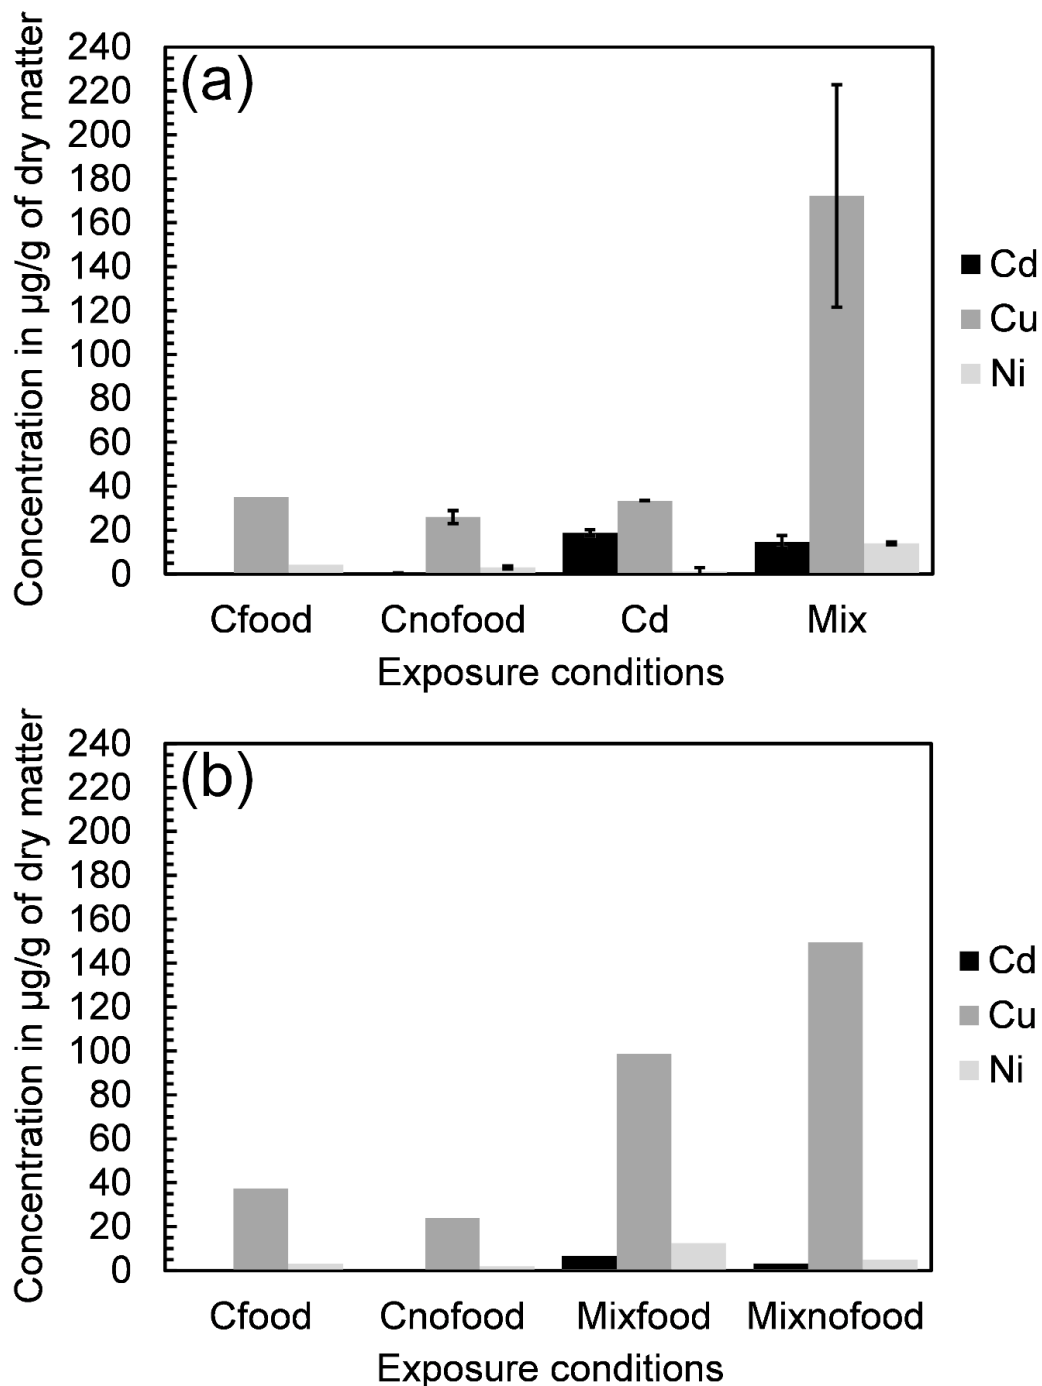 (a)
Concentration in µg/g of dry matter
240
220
200
180
160
140
120
100
80
60
40
20
0
Cfood Cnofood Cd Mix
Exposure conditions
Cd
Cu
Ni
(b)
Concentration in µg/g of dry matter
240
220
200
180
160
140
120
100
80
60
40
20
0
Cfood Cnofood Mixfood Mixnofood
Exposure conditions
Cd
Cu
Ni